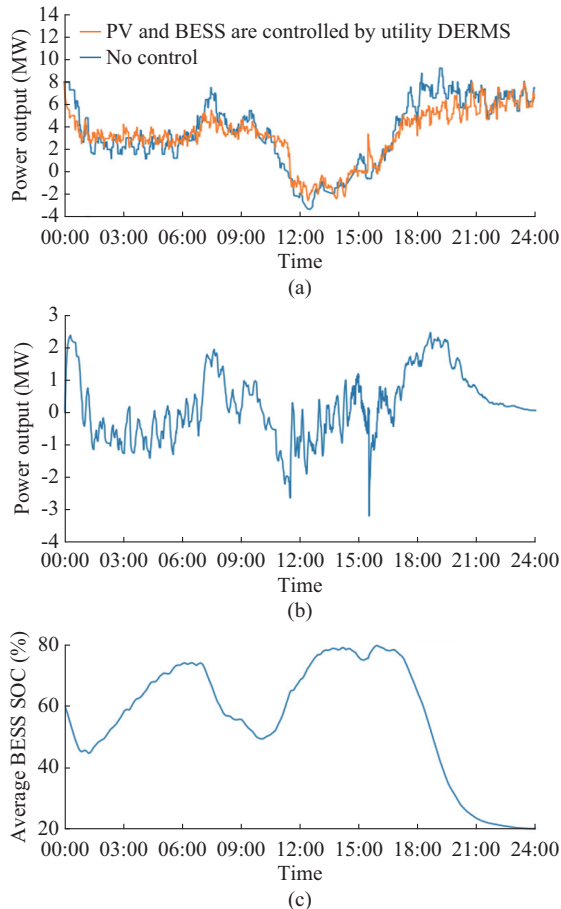 PV and BESS are controlled by utility DERMS
No control
Power output (MW)
14
12
10
8
6
4
2
0
-2
-4
00:00 03:00 06:00 09:00 12:00 15:00 18:00 21:00 24:00
Time
(a)
Power output (MW)
3
2
1
0
-1
-2
-3
-4
00:00 03:00 06:00 09:00 12:00 15:00 18:00 21:00 24:00
Time
(b)
Average BESS SOC (%)
80
60
40
20
00:00 03:00 06:00 09:00 12:00 15:00 18:00 21:00 24:00
Time
(c)